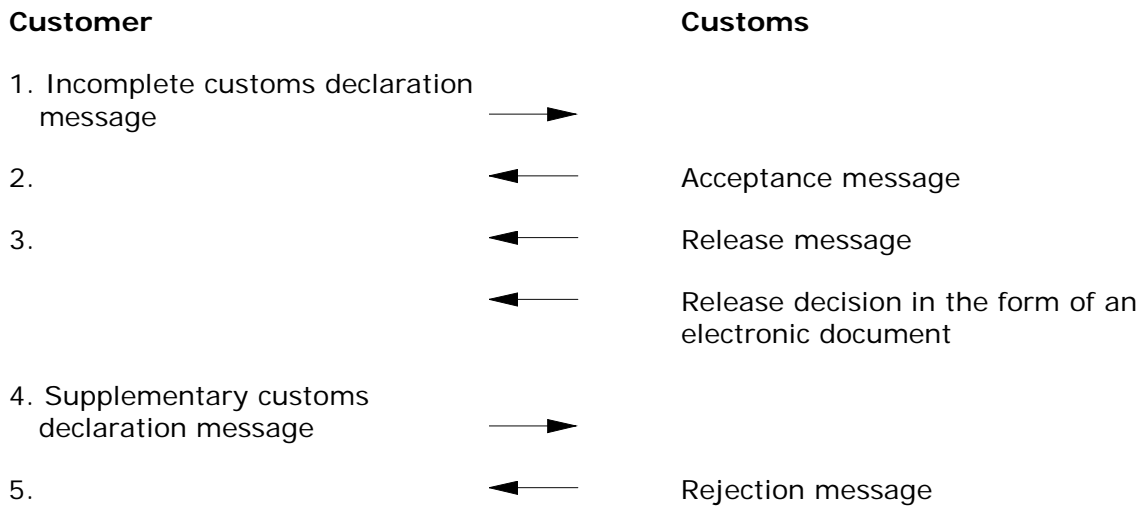 Customer Customs
1. Incomplete customs declaration
message
2. Acceptance message
3. Release message
Release decision in the form of an
electronic document
4. Supplementary customs
declaration message
5. Rejection message